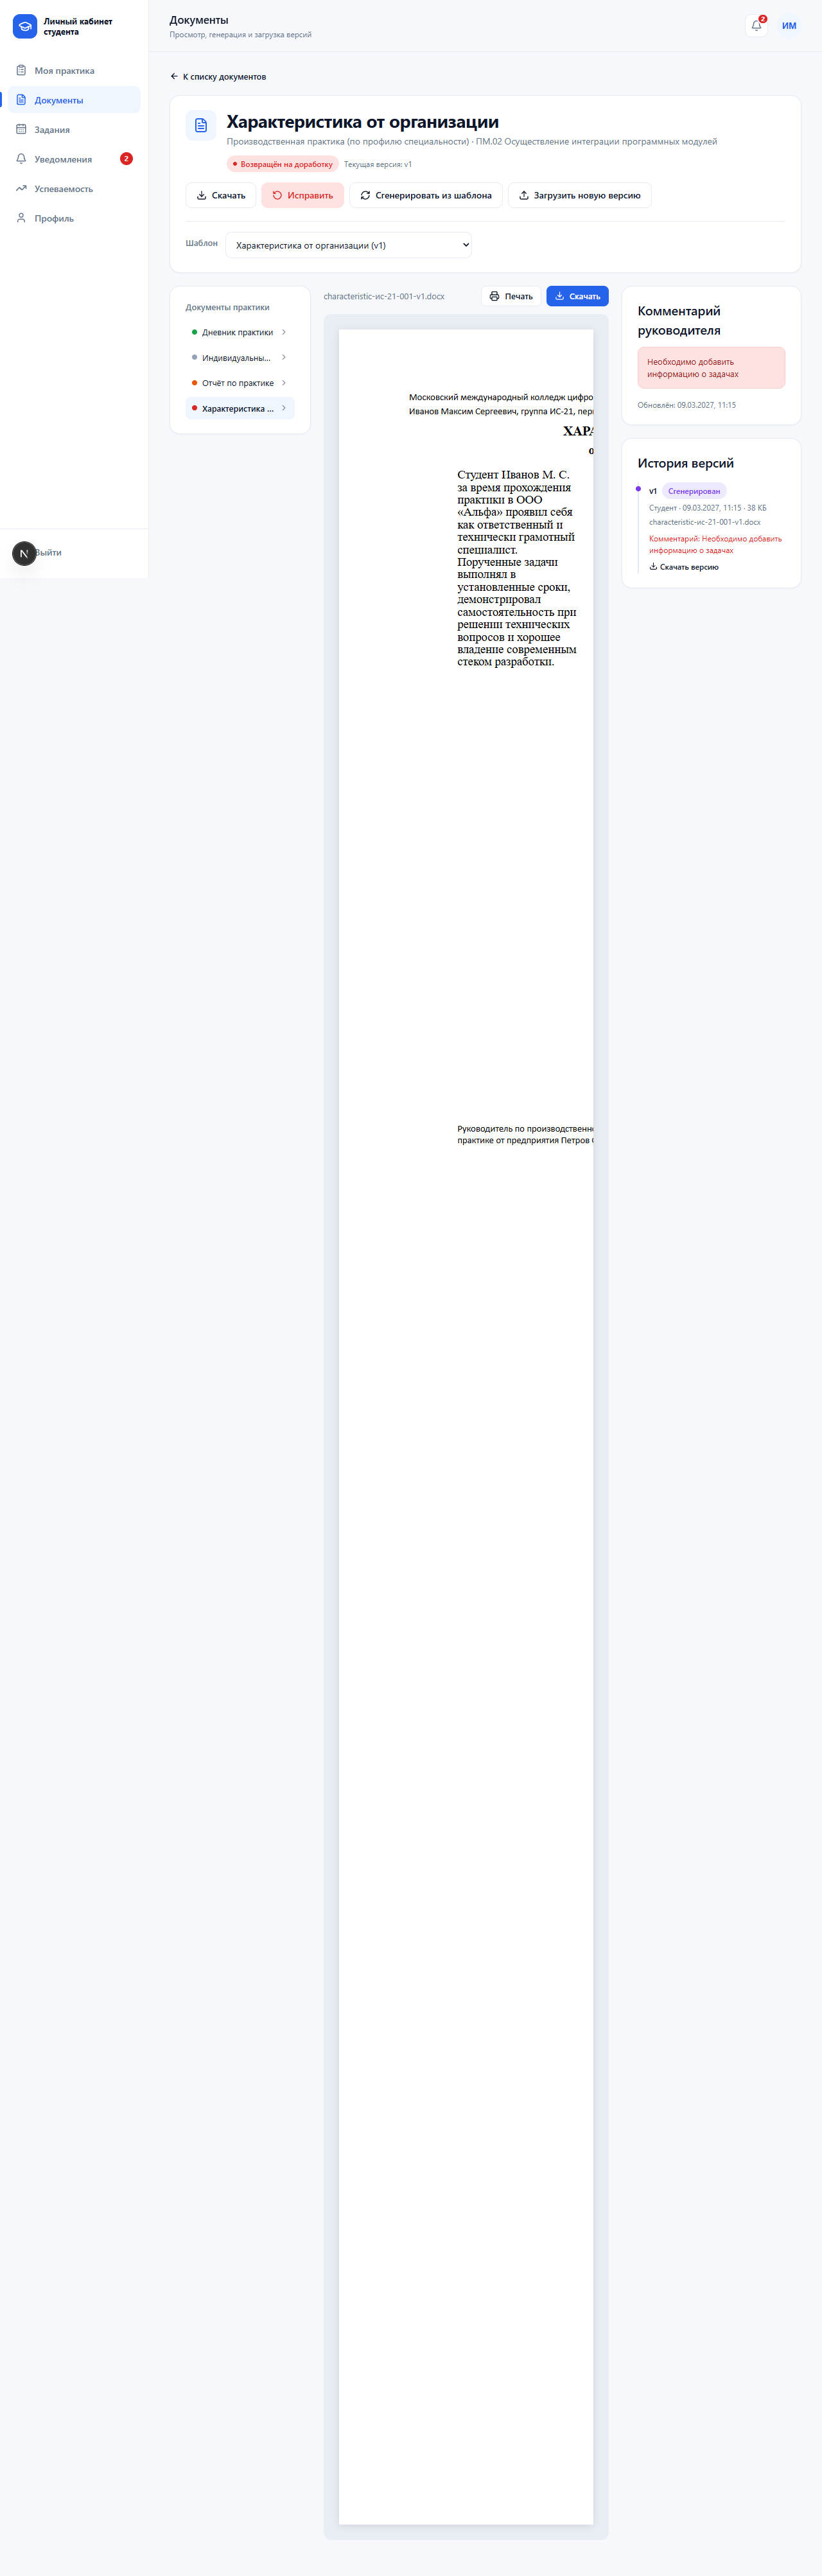 Личный кабинет
студента
Моя практика
Документы
Задания
Уведомления
2
Успеваемость
Профиль
N
Выйти
Документы
Просмотр, генерация и загрузка версий
2
ИМ
К списку документов
Характеристика от организации
Производственная практика (по профилю специальности) · ПМ.02 Осуществление интеграции программных модулей
Возвращён на доработку
Текущая версия: v1
Скачать
Исправить
Сгенерировать из шаблона
Загрузить новую версию
Шаблон
Характеристика от организации (v1)
Документы практики
Дневник практики
Индивидуальны...
Отчёт по практике
Характеристика ...
characteristic-ис-21-001-v1.docx
Печать
Скачать
Московский международный колледж цифро
Иванов Максим Сергеевич, группа ИС-21, пер
ХАРА
о
Студент Иванов М. С.
за время прохождения
практики в ООО
«Альфа» проявил себя
как ответственный и
технически грамотный
специалист.
Порученные задачи
выполнял в
установленные сроки,
демонстрировал
самостоятельность при
решении технических
вопросов и хорошее
владение современным
стеком разработки.
Руководитель по производственн
практике от предприятия Петров
Комментарий
руководителя
Необходимо добавить
информацию о задачах
Обновлён: 09.03.2027, 11:15
История версий
v1
Сгенерирован
Студент · 09.03.2027, 11:15 · 38 КБ
characteristic-ис-21-001-v1.docx
Комментарий: Необходимо добавить
информацию о задачах
Скачать версию